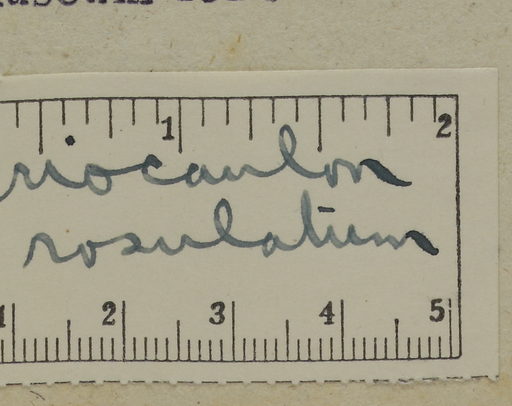 1 2
riocaulon
rosulatum
1 2 3 4 5